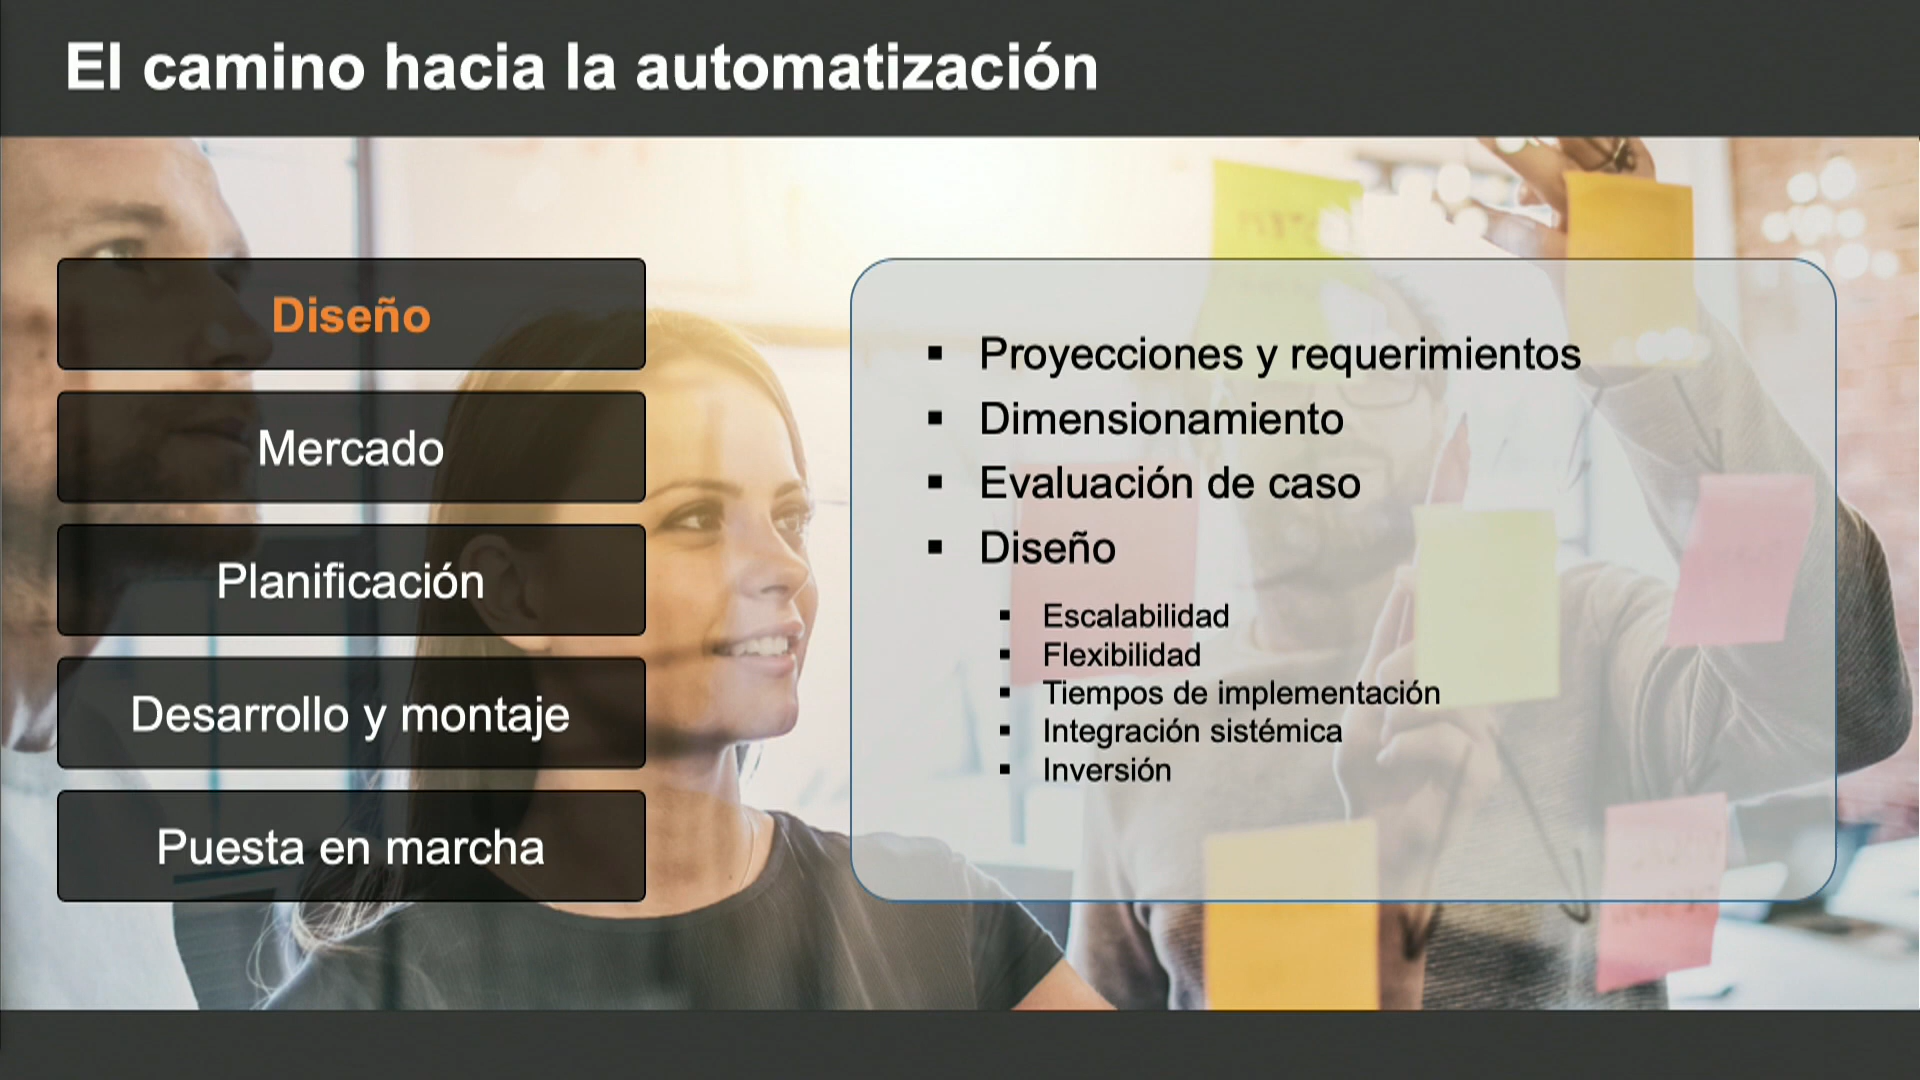 El camino hacia la automatización
Diseño
Mercado
Planificación
Desarrollo y montaje
Puesta en marcha
▪ Proyecciones y requerimientos
▪ Dimensionamiento
▪ Evaluación de caso
▪ Diseño
▪ Escalabilidad
▪ Flexibilidad
▪ Tiempos de implementación
▪ Integración sistémica
▪ Inversión